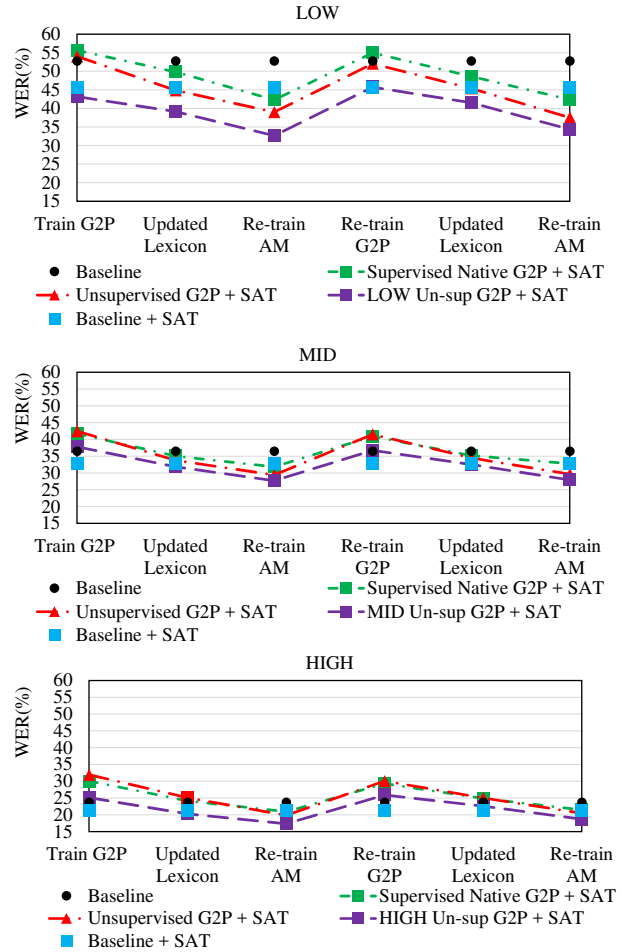 LOW
WER(%)
60
55
50
45
40
35
30
25
20
15
Train G2P Updated Lexicon Re-train AM Re-train G2P Updated Lexicon Re-train AM
Baseline Supervised Native G2P + SAT
Unsupervised G2P + SAT LOW Un-sup G2P + SAT
Baseline + SAT
MID
WER(%)
60
55
50
45
40
35
30
25
20
15
Train G2P Updated Lexicon Re-train AM Re-train G2P Updated Lexicon Re-train AM
Baseline Supervised Native G2P + SAT
Unsupervised G2P + SAT MID Un-sup G2P + SAT
Baseline + SAT
HIGH
WER(%)
60
55
50
45
40
35
30
25
20
15
Train G2P Updated Lexicon Re-train AM Re-train G2P Updated Lexicon Re-train AM
Baseline Supervised Native G2P + SAT
Unsupervised G2P + SAT HIGH Un-sup G2P + SAT
Baseline + SAT